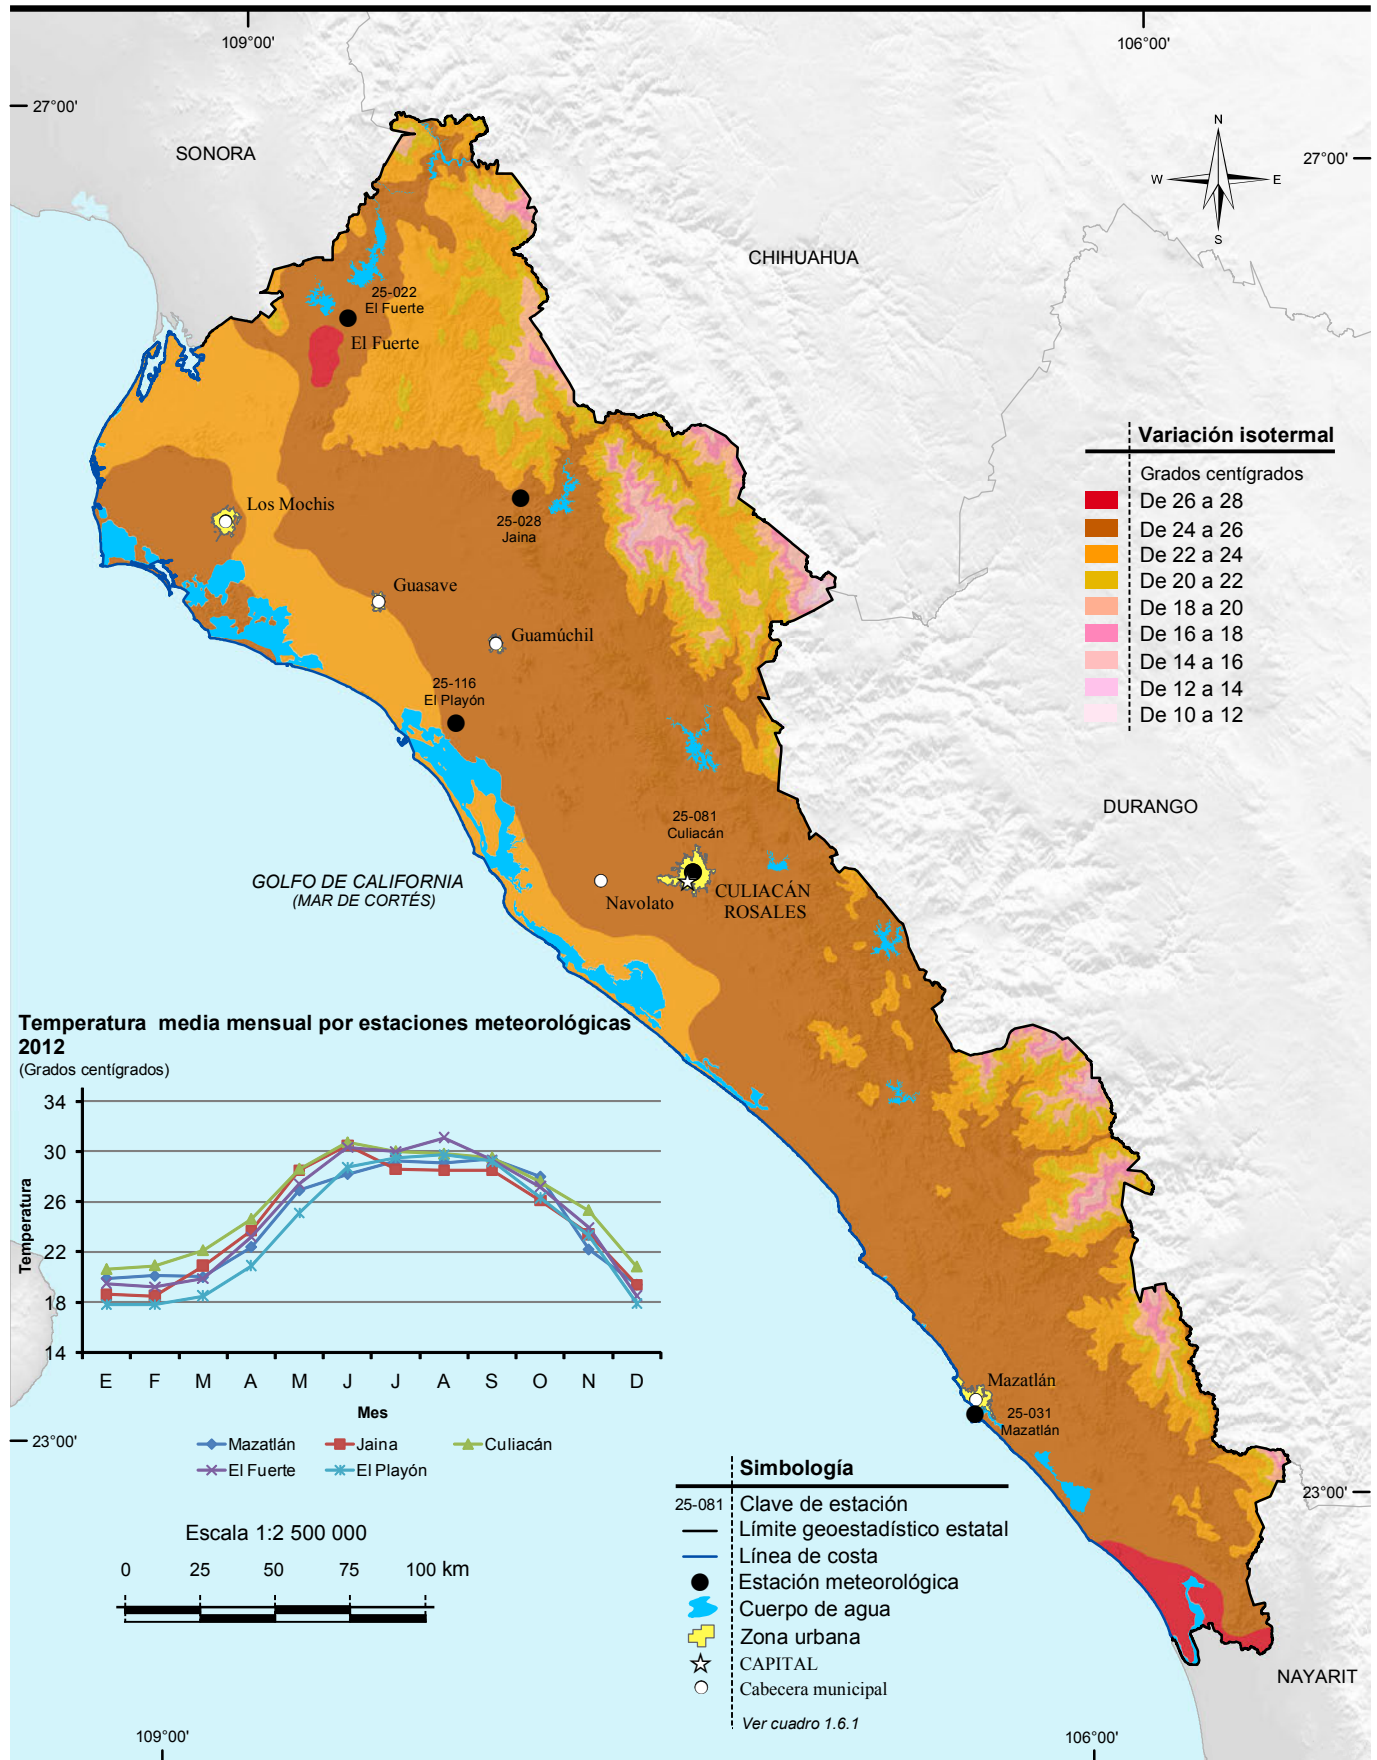 109°00'
106°00'
27°00'
27°00'
SONORA
N
W
E
S
CHIHUAHUA
25-022
El Fuerte
El Fuerte
Variación isotermal
Grados centígrados
De 26 a 28
De 24 a 26
De 22 a 24
De 20 a 22
De 18 a 20
De 16 a 18
De 14 a 16
De 12 a 14
De 10 a 12
Los Mochis
25-028
Jaina
Guasave
Guamúchil
25-116
El Playón
DURANGO
25-081
Culiacán
GOLFO DE CALIFORNIA
(MAR DE CORTÉS)
Navolato
CULIACÁN
ROSALES
Temperatura media mensual por estaciones meteorológicas
2012
(Grados centígrados)
34
30
26
22
18
14
Temperatura
E F M A M J J A S O N D
Mes
Mazatlán
Jaina
Culiacán
El Fuerte
El Playón
Mazatlán
25-031
Mazatlán
23°00'
23°00'
Escala 1:2 500 000
0 25 50 75 100 km
Simbología
25-081 Clave de estación
Límite geoestadístico estatal
Línea de costa
Estación meteorológica
Cuerpo de agua
Zona urbana
CAPITAL
Cabecera municipal
Ver cuadro 1.6.1
NAYARIT
109°00'
106°00'